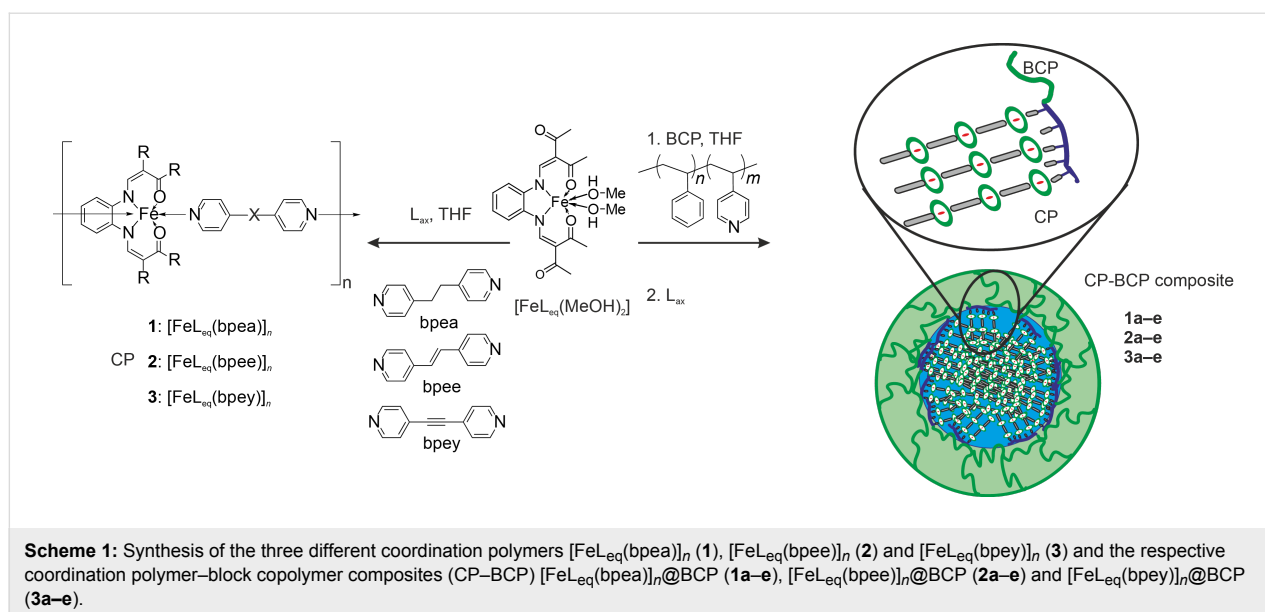 R
R
N
O
Fe
N
O
R
R
N
X
N
n
1: [FeLeq(bpea)]n
CP 2: [FeLeq(bpee)]n
3: [FeLeq(bpey)]n
Lax, THF
N
N
bpea
N
N
bpee
N
N
bpey
O
O
N
O
H
O-Me
Fe
O-Me
H
N
O
O
[FeLeq(MeOH)2]
1. BCP, THF
n
m
N
2. Lax
BCP
CP
CP-BCP composite
1a–e
2a–e
3a–e
Scheme 1: Synthesis of the three different coordination polymers [FeLeq(bpea)]n (1), [FeLeq(bpee)]n (2) and [FeLeq(bpey)]n (3) and the respective
coordination polymer–block copolymer composites (CP–BCP) [FeLeq(bpea)]n@BCP (1a–e), [FeLeq(bpee)]n@BCP (2a–e) and [FeLeq(bpey)]n@BCP
(3a–e).